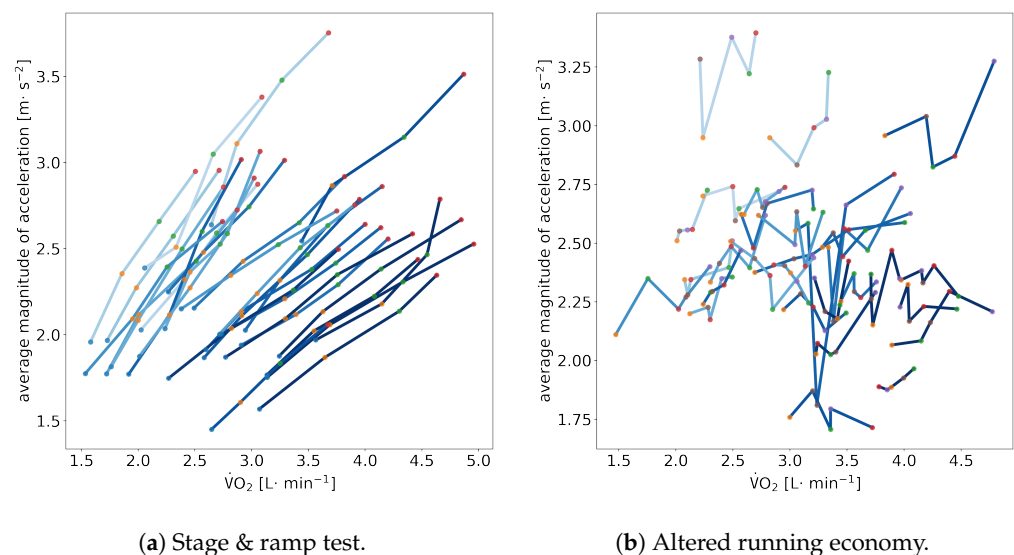 average magnitude of acceleration [m· s⁻²]
3.5
3.0
2.5
2.0
1.5
1.5 2.0 2.5 3.0 3.5 4.0 4.5 5.0
V̇O₂ [L· min⁻¹]
(a) Stage & ramp test.
average magnitude of acceleration [m· s⁻²]
3.25
3.00
2.75
2.50
2.25
2.00
1.75
1.5 2.0 2.5 3.0 3.5 4.0 4.5
V̇O₂ [L· min⁻¹]
(b) Altered running economy.